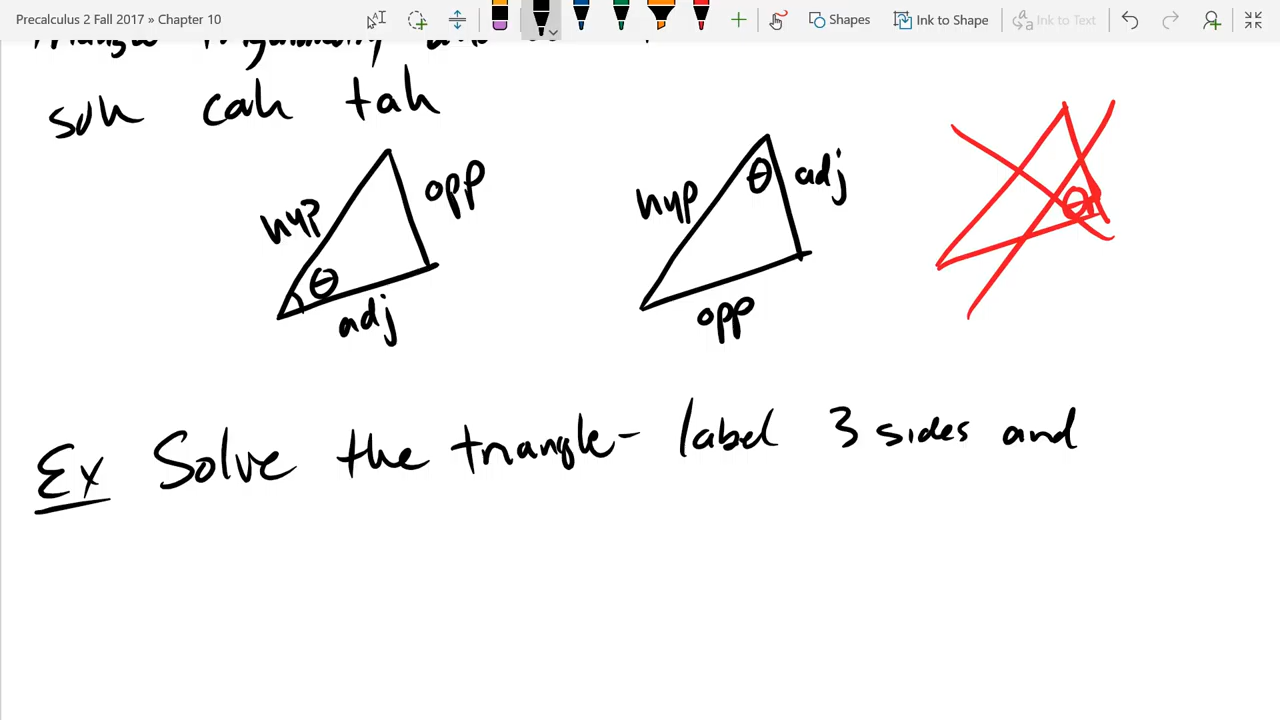 Precalculus 2 Fall 2017 » Chapter 10
Shapes
Ink to Shape
Ink to Text
soh cah tah
hyp
opp
θ
adj
hyp
θ
adj
opp
θ
Ex Solve the triangle- label 3 sides and